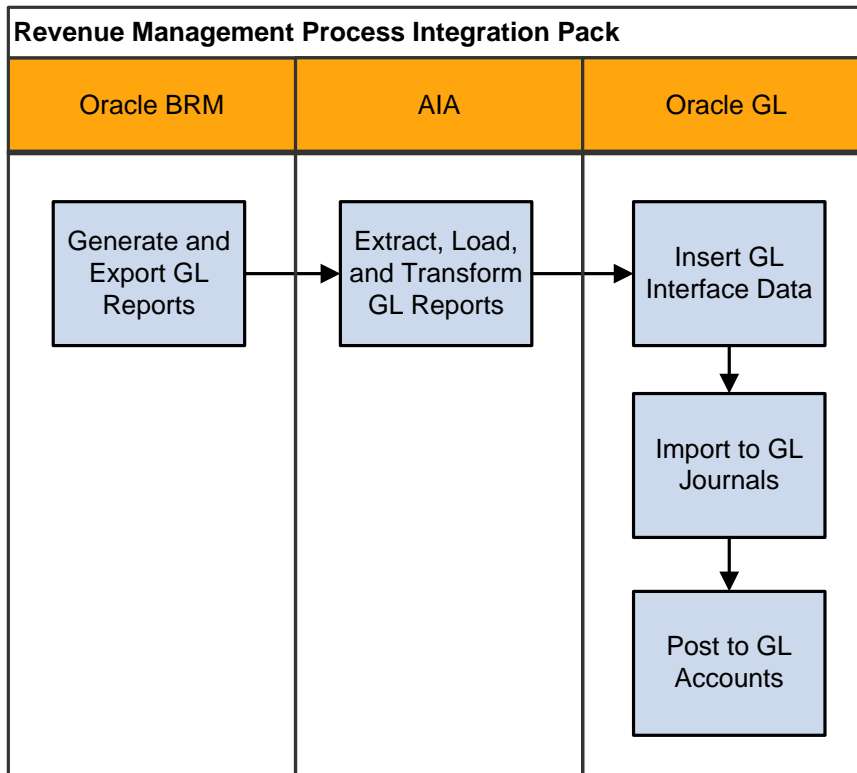 Revenue Management Process Integration Pack
Oracle BRM
AIA
Oracle GL
Generate and
Export GL
Reports
Extract, Load,
and Transform
GL Reports
Insert GL
Interface Data
Import to GL
Journals
Post to GL
Accounts